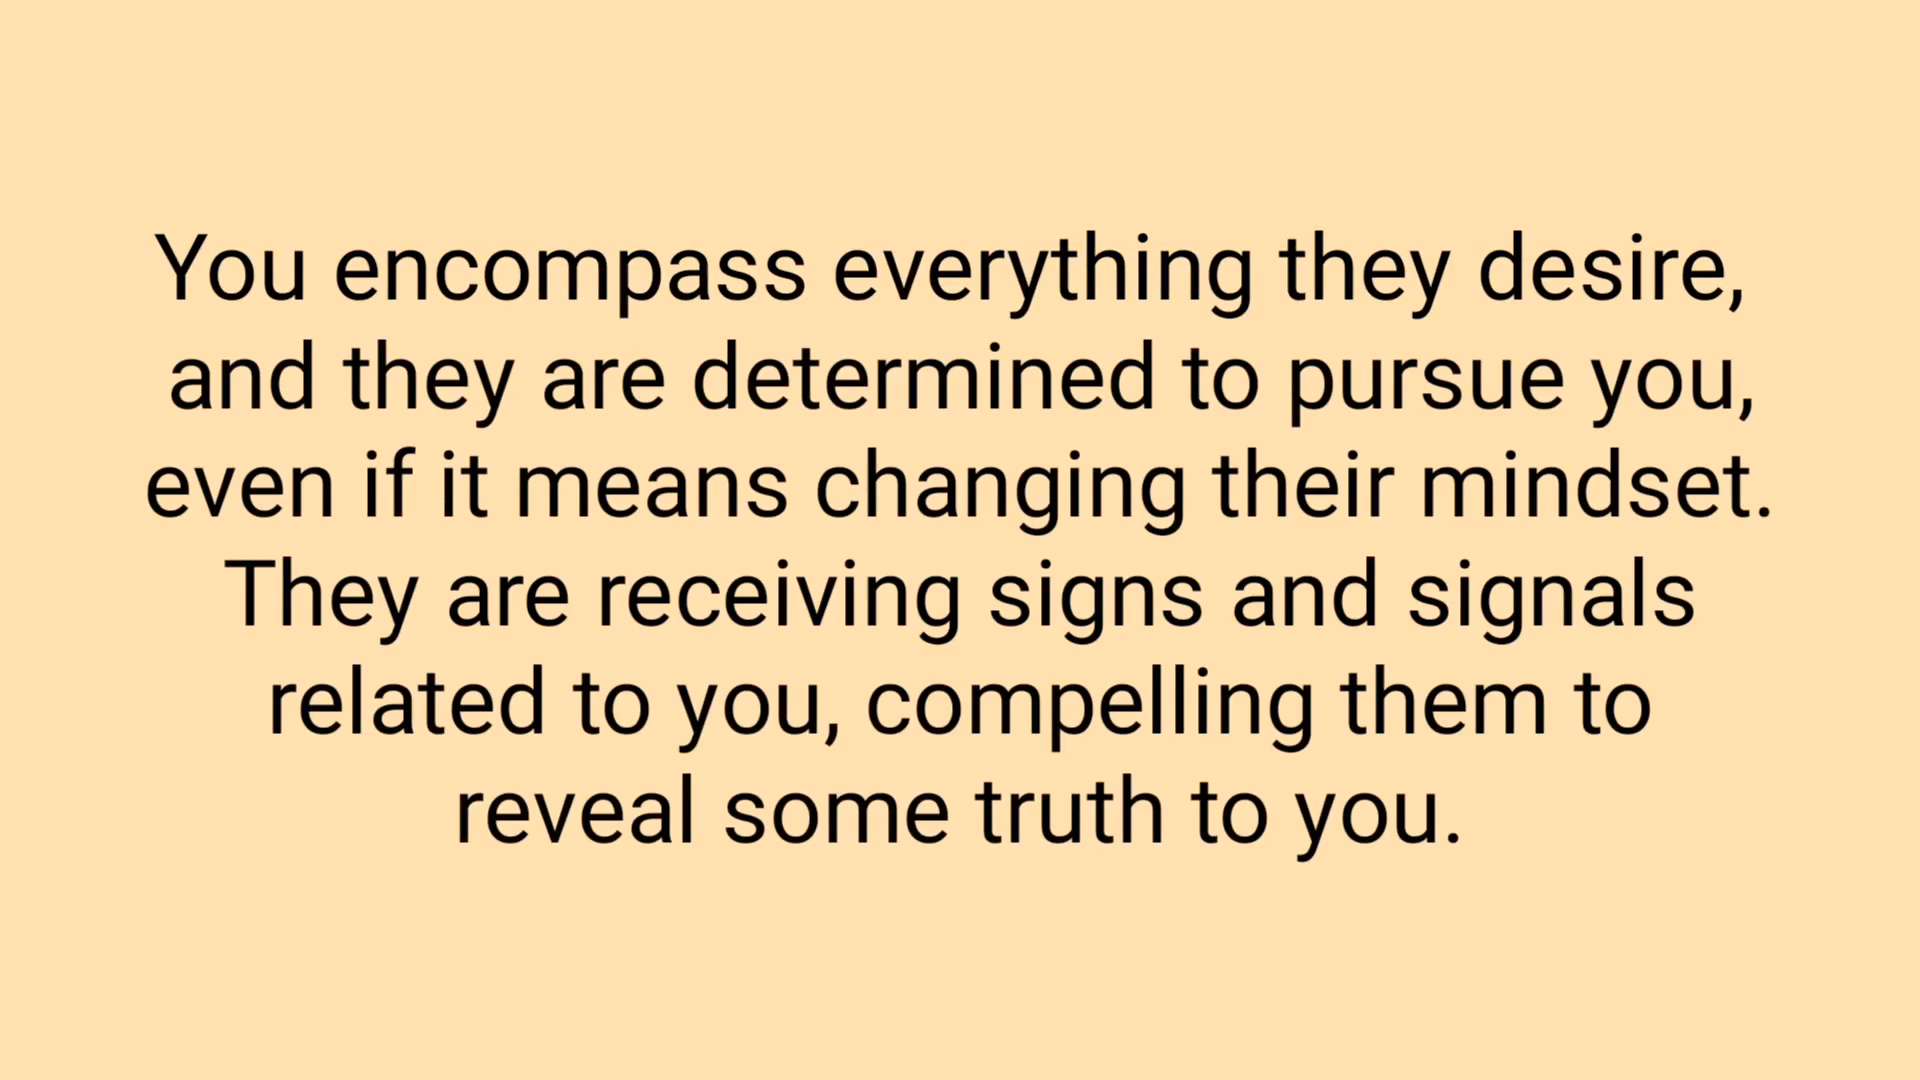 You encompass everything they desire,
and they are determined to pursue you,
even if it means changing their mindset.
They are receiving signs and signals
related to you, compelling them to
reveal some truth to you.